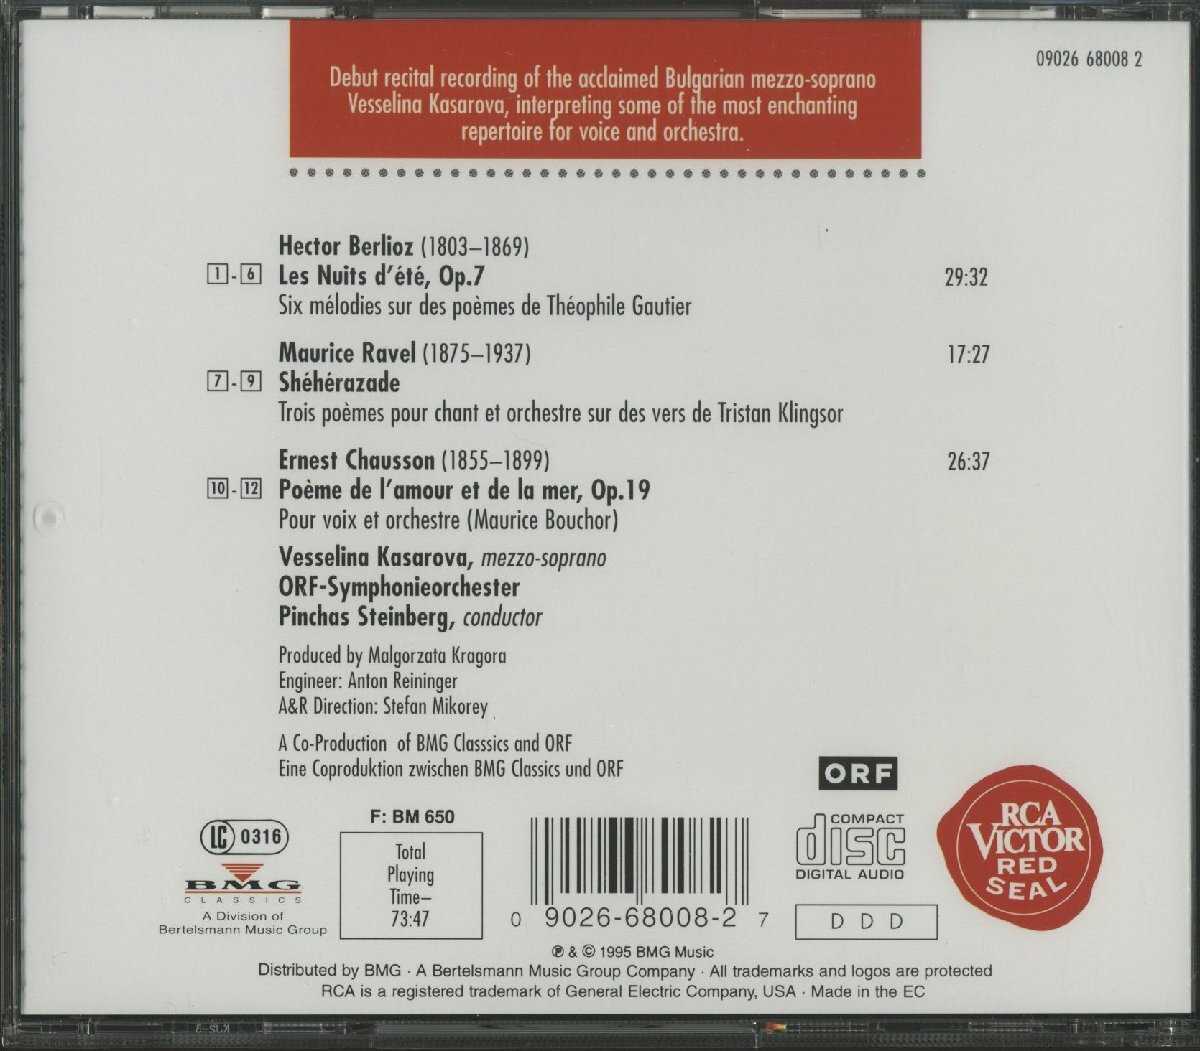 Debut recital recording of the acclaimed Bulgarian mezzo-soprano
Vesselina Kasarova, interpreting some of the most enchanting
repertoire for voice and orchestra.
09026 68008 2
Hector Berlioz (1803–1869)
1 - 6 Les Nuits d'été, Op.7 29:32
Six mélodies sur des poèmes de Théophile Gautier
Maurice Ravel (1875–1937) 17:27
7 - 9 Shéhérazade
Trois poèmes pour chant et orchestre sur des vers de Tristan Klingsor
Ernest Chausson (1855–1899) 26:37
10 - 12 Poème de l'amour et de la mer, Op.19
Pour voix et orchestre (Maurice Bouchor)
Vesselina Kasarova, mezzo-soprano
ORF-Symphonieorchester
Pinchas Steinberg, conductor
Produced by Malgorzata Kragora
Engineer: Anton Reininger
A&R Direction: Stefan Mikorey
A Co-Production of BMG Classsics and ORF
Eine Coproduktion zwischen BMG Classics und ORF
LC 0316
BMG
CLASSICS
A Division of
Bertelsmann Music Group
F: BM 650
Total
Playing
Time–
73:47
0 9026-68008-2 7
ORF
COMPACT
disc
DIGITAL AUDIO
D D D
RCA
VICTOR
RED
SEAL
℗ & © 1995 BMG Music
Distributed by BMG · A Bertelsmann Music Group Company · All trademarks and logos are protected
RCA is a registered trademark of General Electric Company, USA · Made in the EC